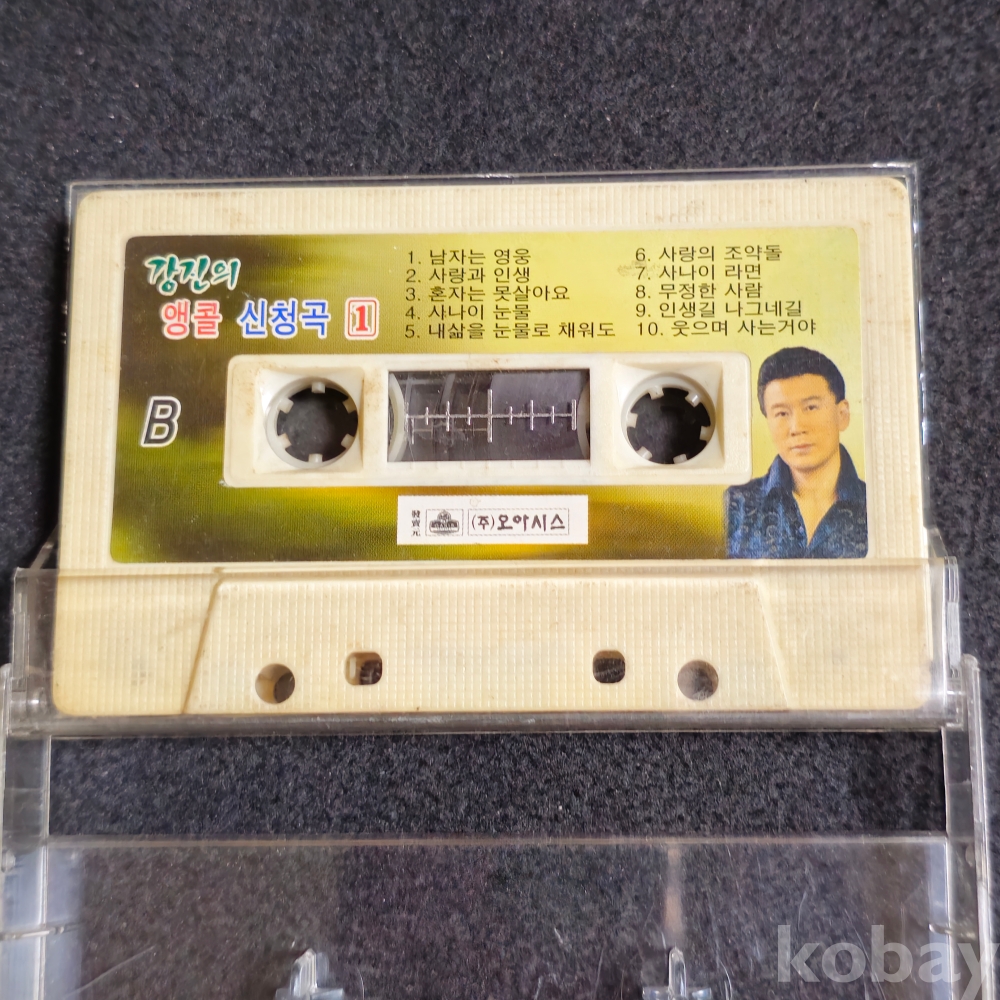 강진의
앵콜 신청곡 1
1. 남자는 영웅
2. 사랑과 인생
3. 혼자는 못살아요
4. 사나이 눈물
5. 내삶을 눈물로 채워도
6. 사랑의 조약돌
7. 사나이 라면
8. 무정한 사람
9. 인생길 나그네길
10. 웃으며 사는거야
B
發賣元
(주)오아시스
kobay